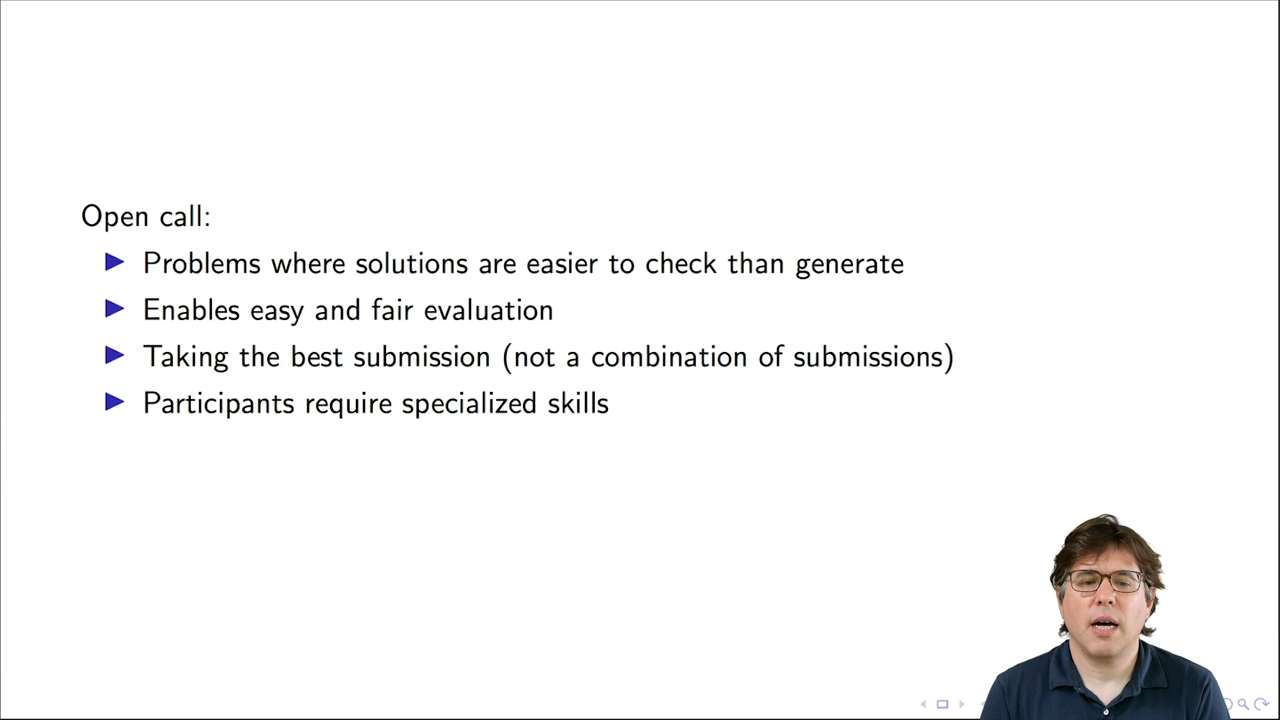 Open call:
Problems where solutions are easier to check than generate
Enables easy and fair evaluation
Taking the best submission (not a combination of submissions)
Participants require specialized skills